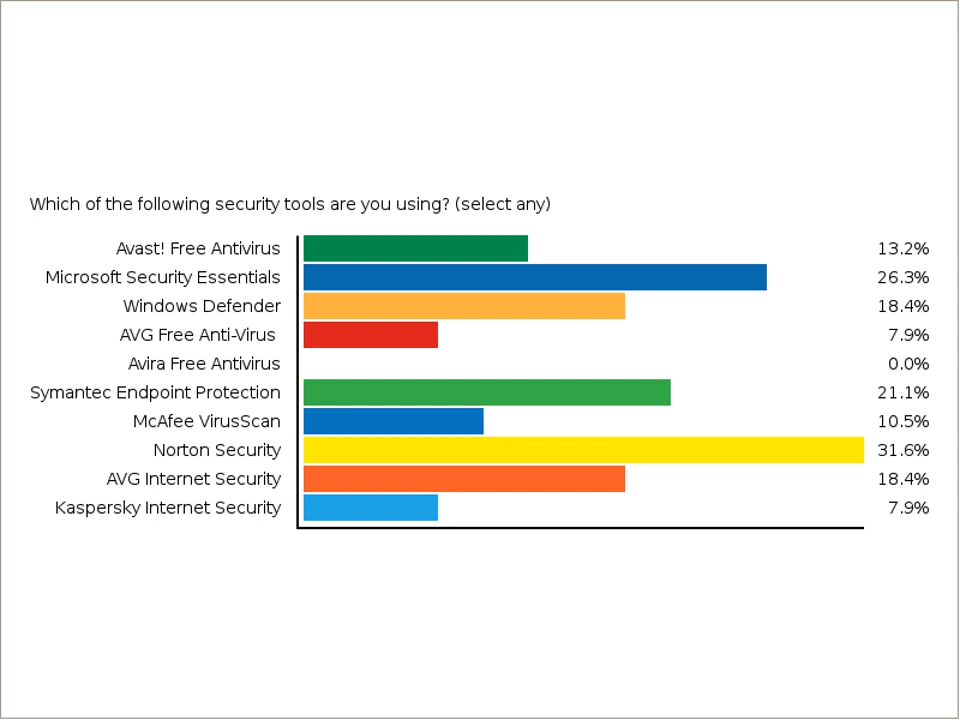 Which of the following security tools are you using? (select any)
Avast! Free Antivirus 13.2%
Microsoft Security Essentials 26.3%
Windows Defender 18.4%
AVG Free Anti-Virus 7.9%
Avira Free Antivirus 0.0%
Symantec Endpoint Protection 21.1%
McAfee VirusScan 10.5%
Norton Security 31.6%
AVG Internet Security 18.4%
Kaspersky Internet Security 7.9%